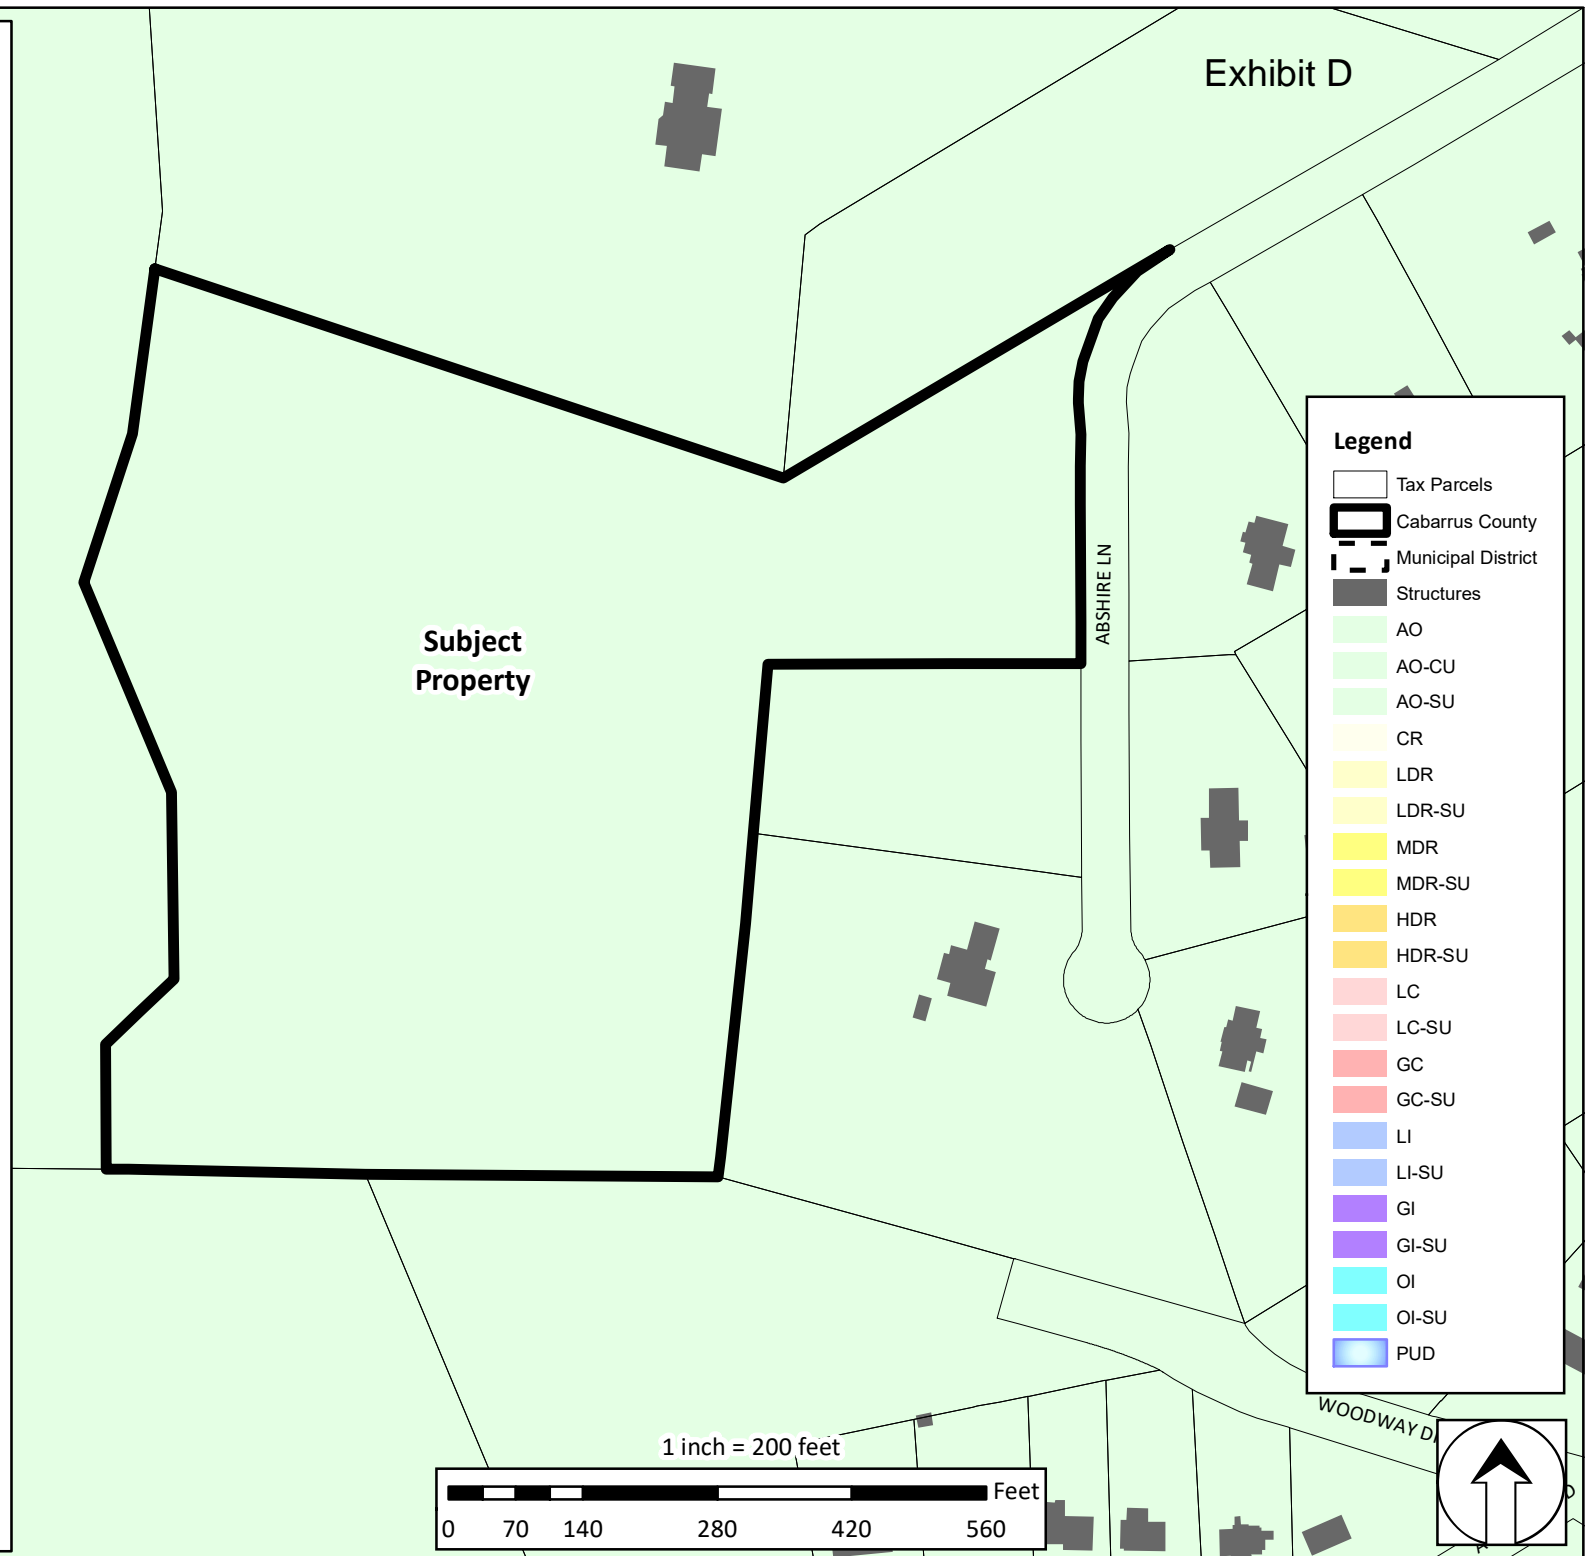 Exhibit D
Legend
Tax Parcels
Cabarrus County
Municipal District
Structures
AO
AO-CU
AO-SU
CR
LDR
LDR-SU
MDR
MDR-SU
HDR
HDR-SU
LC
LC-SU
GC
GC-SU
LI
LI-SU
GI
GI-SU
OI
OI-SU
PUD
ABSHIRE LN
Subject
Property
WOODWAY
1 inch = 200 feet
Feet
0 70 140 280 420 560